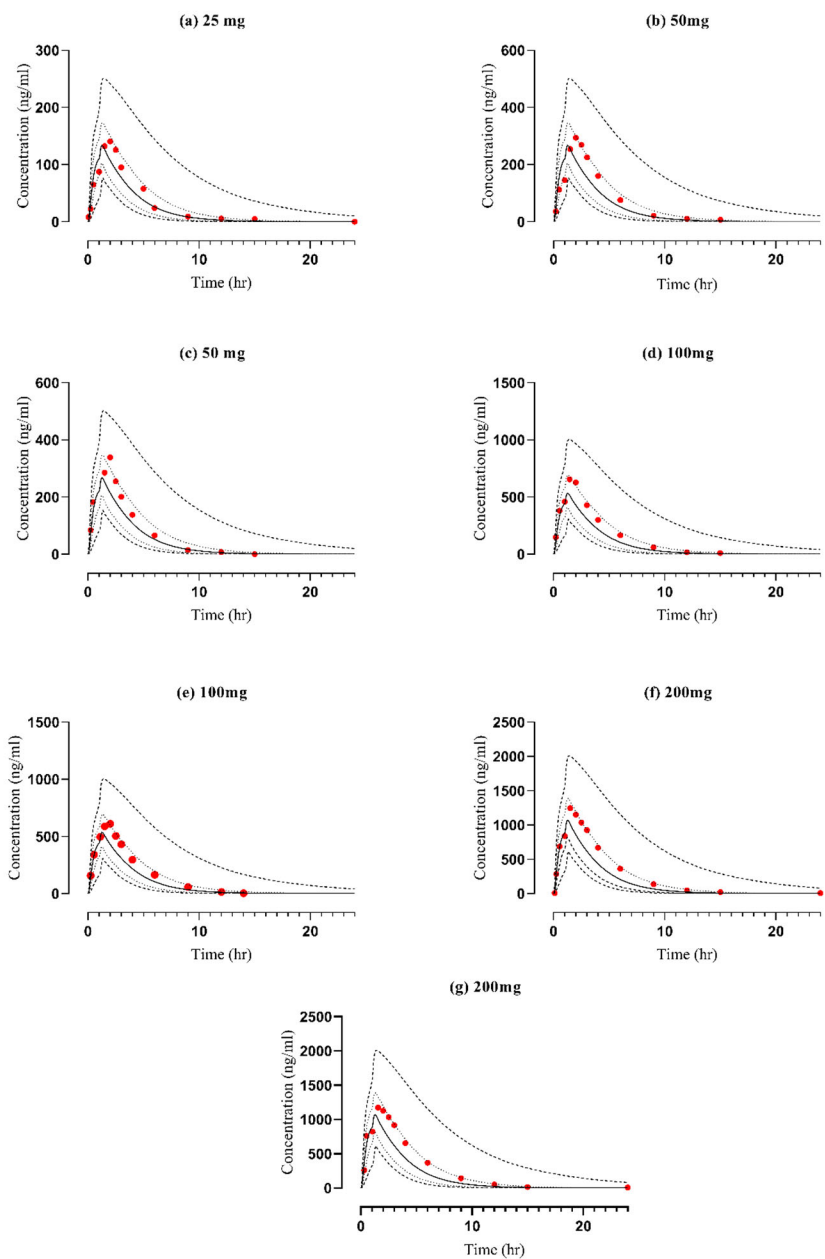 (a) 25 mg
Concentration (ng/ml)
300
200
100
0
0 10 20
Time (hr)
(b) 50mg
Concentration (ng/ml)
600
400
200
0
0 10 20
Time (hr)
(c) 50 mg
Concentration (ng/ml)
600
400
200
0
0 10 20
Time (hr)
(d) 100mg
Concentration (ng/ml)
1500
1000
500
0
0 10 20
Time (hr)
(e) 100mg
Concentration (ng/ml)
1500
1000
500
0
0 10 20
Time (hr)
(f) 200mg
Concentration (ng/ml)
2500
2000
1500
1000
500
0
0 10 20
Time (hr)
(g) 200mg
Concentration (ng/ml)
2500
2000
1500
1000
500
0
0 10 20
Time (hr)